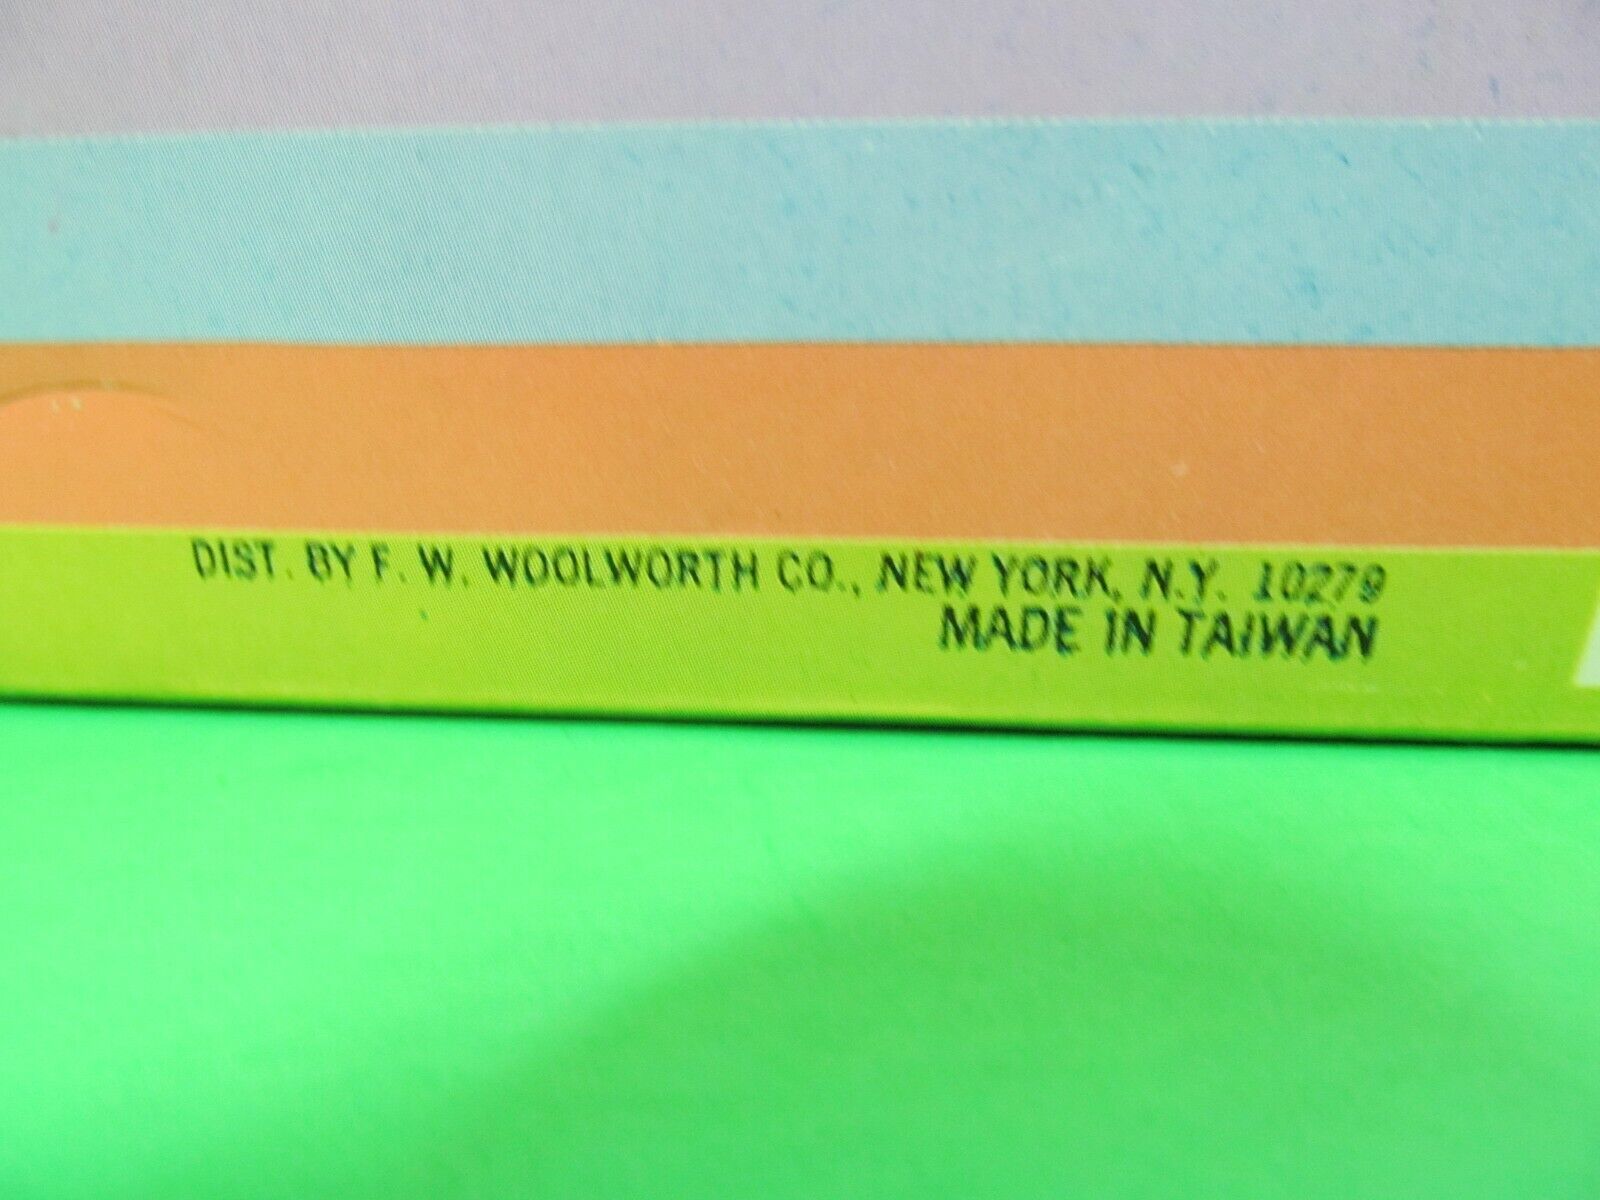 DIST. BY F. W. WOOLWORTH CO., NEW YORK, N.Y. 10279
MADE IN TAIWAN